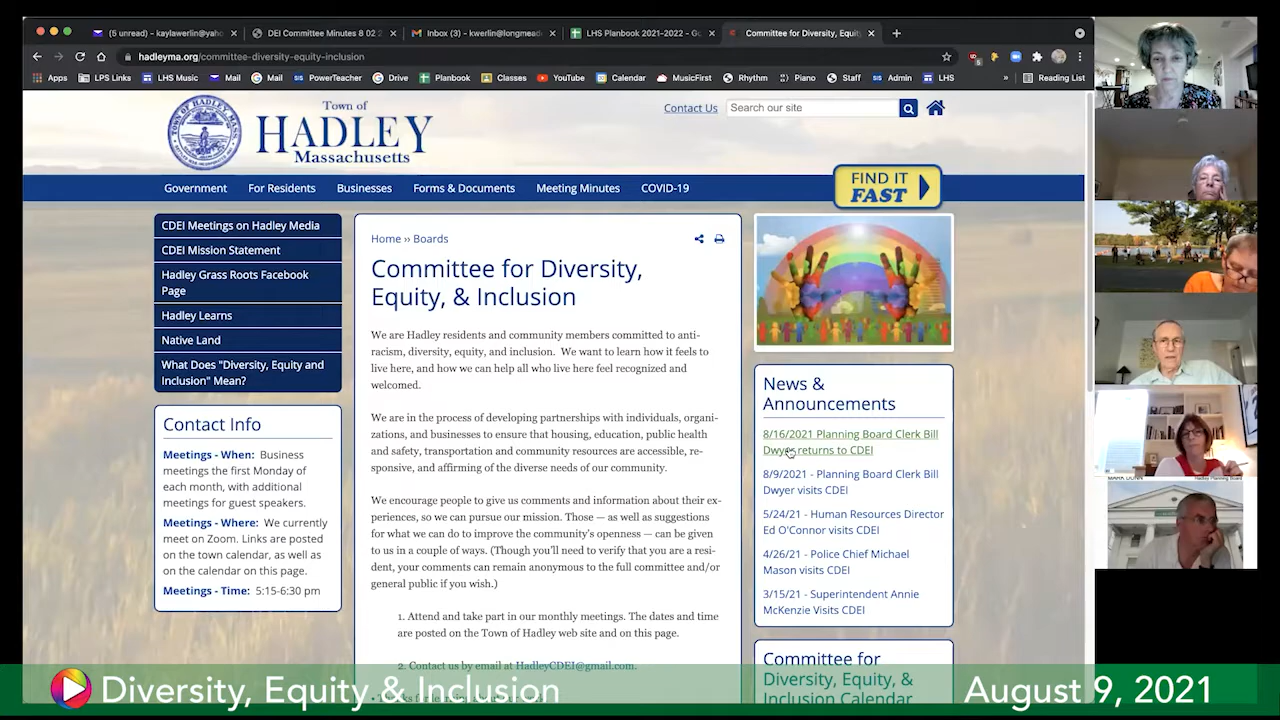 (5 unread) - kaylawerlin@yaho
DEI Committee Minutes 8 02 2
Inbox (3) - kwerlin@longmeado
LHS Planbook 2021-2022 - Go
Committee for Diversity, Equity
hadleyma.org/committee-diversity-equity-inclusion
Apps
LPS Links
LHS Music
Mail
Mail
PowerTeacher
Drive
Planbook
Classes
YouTube
Calendar
MusicFirst
Rhythm
Piano
Staff
Admin
LHS
»
Reading List
Town of
HADLEY
Massachusetts
Contact Us
Search our site
Government
For Residents
Businesses
Forms & Documents
Meeting Minutes
COVID-19
FIND IT
FAST
CDEI Meetings on Hadley Media
CDEI Mission Statement
Hadley Grass Roots Facebook
Page
Hadley Learns
Native Land
What Does "Diversity, Equity and
Inclusion" Mean?
Contact Info
Meetings - When: Business
meetings the first Monday of
each month, with additional
meetings for guest speakers.
Meetings - Where: We currently
meet on Zoom. Links are posted
on the town calendar, as well as
on the calendar on this page.
Meetings - Time: 5:15-6:30 pm
Home ›› Boards
Committee for Diversity,
Equity, & Inclusion
We are Hadley residents and community members committed to anti-
racism, diversity, equity, and inclusion. We want to learn how it feels to
live here, and how we can help all who live here feel recognized and
welcomed.
We are in the process of developing partnerships with individuals, organi-
zations, and businesses to ensure that housing, education, public health
and safety, transportation and community resources are accessible, re-
sponsive, and affirming of the diverse needs of our community.
We encourage people to give us comments and information about their ex-
periences, so we can pursue our mission. Those — as well as suggestions
for what we can do to improve the community's openness — can be given
to us in a couple of ways. (Though you'll need to verify that you are a resi-
dent, your comments can remain anonymous to the full committee and/or
general public if you wish.)
1. Attend and take part in our monthly meetings. The dates and time
are posted on the Town of Hadley web site and on this page.
2. Contact us by email at HadleyCDEI@gmail.com.
News &
Announcements
8/16/2021 Planning Board Clerk Bill
Dwyer returns to CDEI
8/9/2021 - Planning Board Clerk Bill
Dwyer visits CDEI
5/24/21 - Human Resources Director
Ed O'Connor visits CDEI
4/26/21 - Police Chief Michael
Mason visits CDEI
3/15/21 - Superintendent Annie
McKenzie Visits CDEI
Committee for
Diversity, Equity, &
Inclusion Calendar
Hadley Planning Board
Diversity, Equity & Inclusion
August 9, 2021